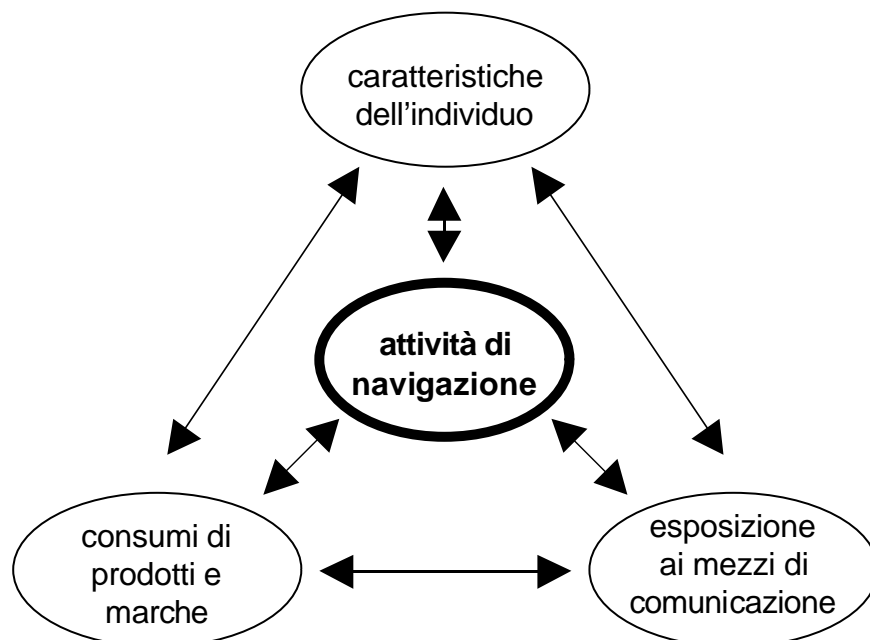 caratteristiche
dell’individuo
attività di
navigazione
consumi di
prodotti e
marche
esposizione
ai mezzi di
comunicazione